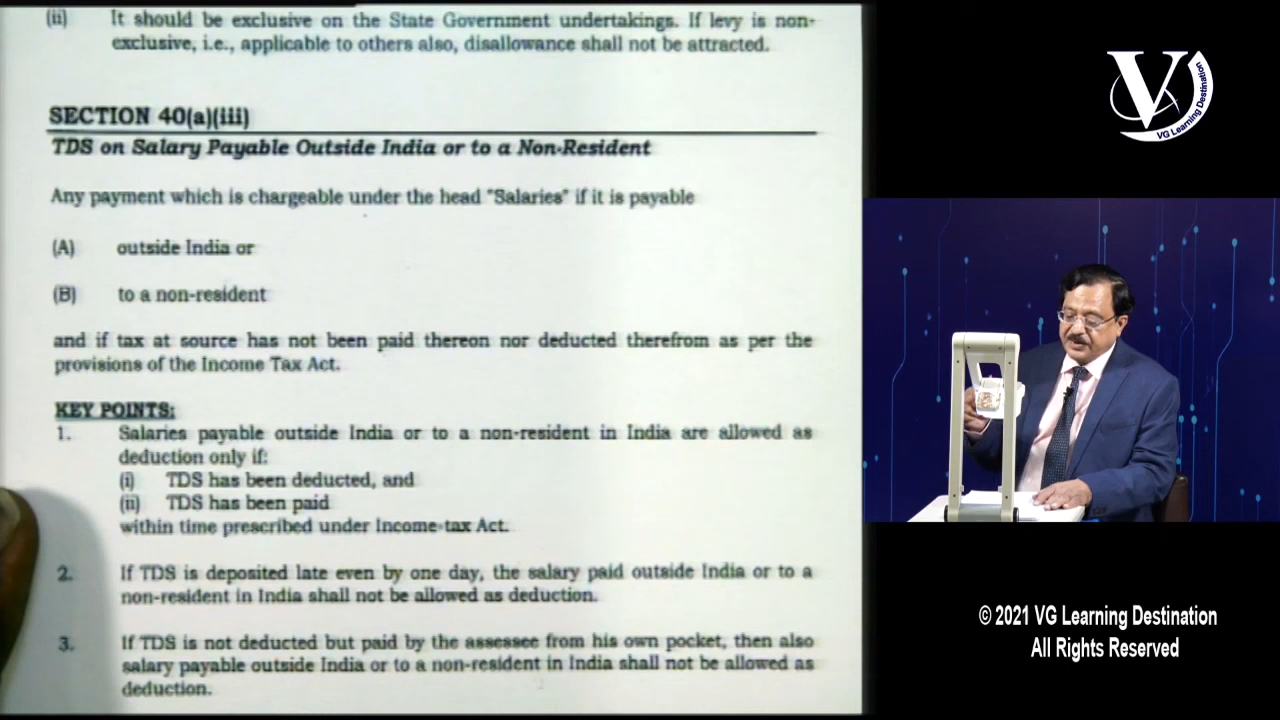 (ii) It should be exclusive on the State Government undertakings. If levy is non-
exclusive, i.e., applicable to others also, disallowance shall not be attracted.
SECTION 40(a)(iii)
TDS on Salary Payable Outside India or to a Non-Resident
Any payment which is chargeable under the head "Salaries" if it is payable
(A) outside India or
(B) to a non-resident
and if tax at source has not been paid thereon nor deducted therefrom as per the
provisions of the Income Tax Act.
KEY POINTS:
1. Salaries payable outside India or to a non-resident in India are allowed as
deduction only if:
(i) TDS has been deducted, and
(ii) TDS has been paid
within time prescribed under Income-tax Act.
2. If TDS is deposited late even by one day, the salary paid outside India or to a
non-resident in India shall not be allowed as deduction.
3. If TDS is not deducted but paid by the assessee from his own pocket, then also
salary payable outside India or to a non-resident in India shall not be allowed as
deduction.
V
VG Learning Destination
© 2021 VG Learning Destination
All Rights Reserved